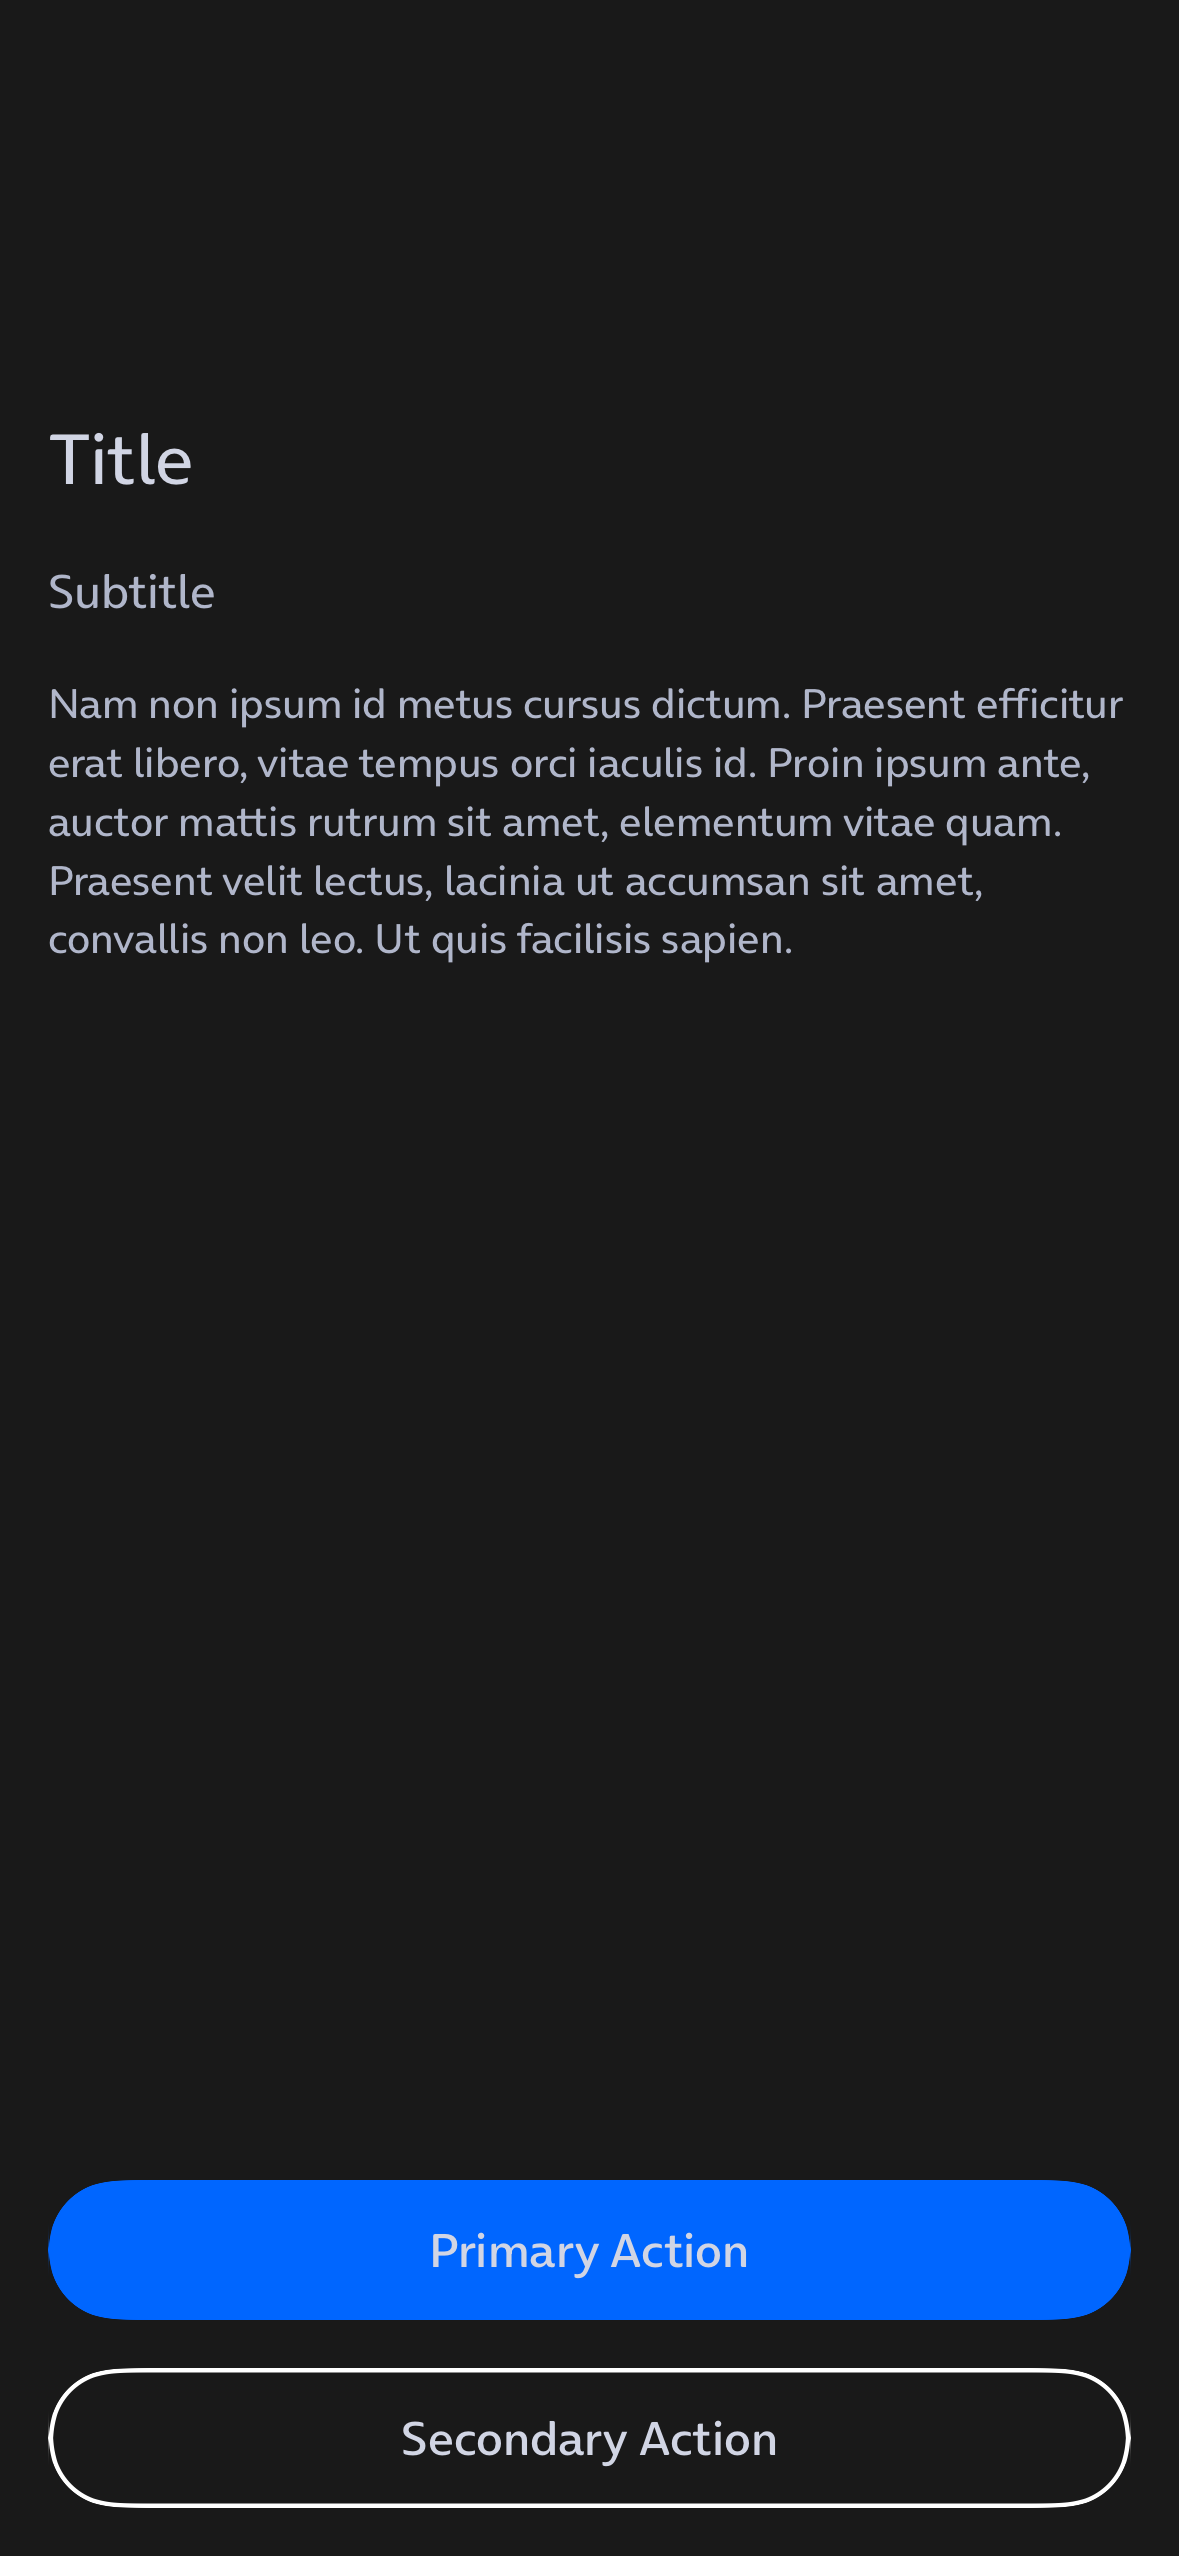 Title
Subtitle
Nam non ipsum id metus cursus dictum. Praesent efficitur
erat libero, vitae tempus orci iaculis id. Proin ipsum ante,
auctor mattis rutrum sit amet, elementum vitae quam.
Praesent velit lectus, lacinia ut accumsan sit amet,
convallis non leo. Ut quis facilisis sapien.
Primary Action
Secondary Action